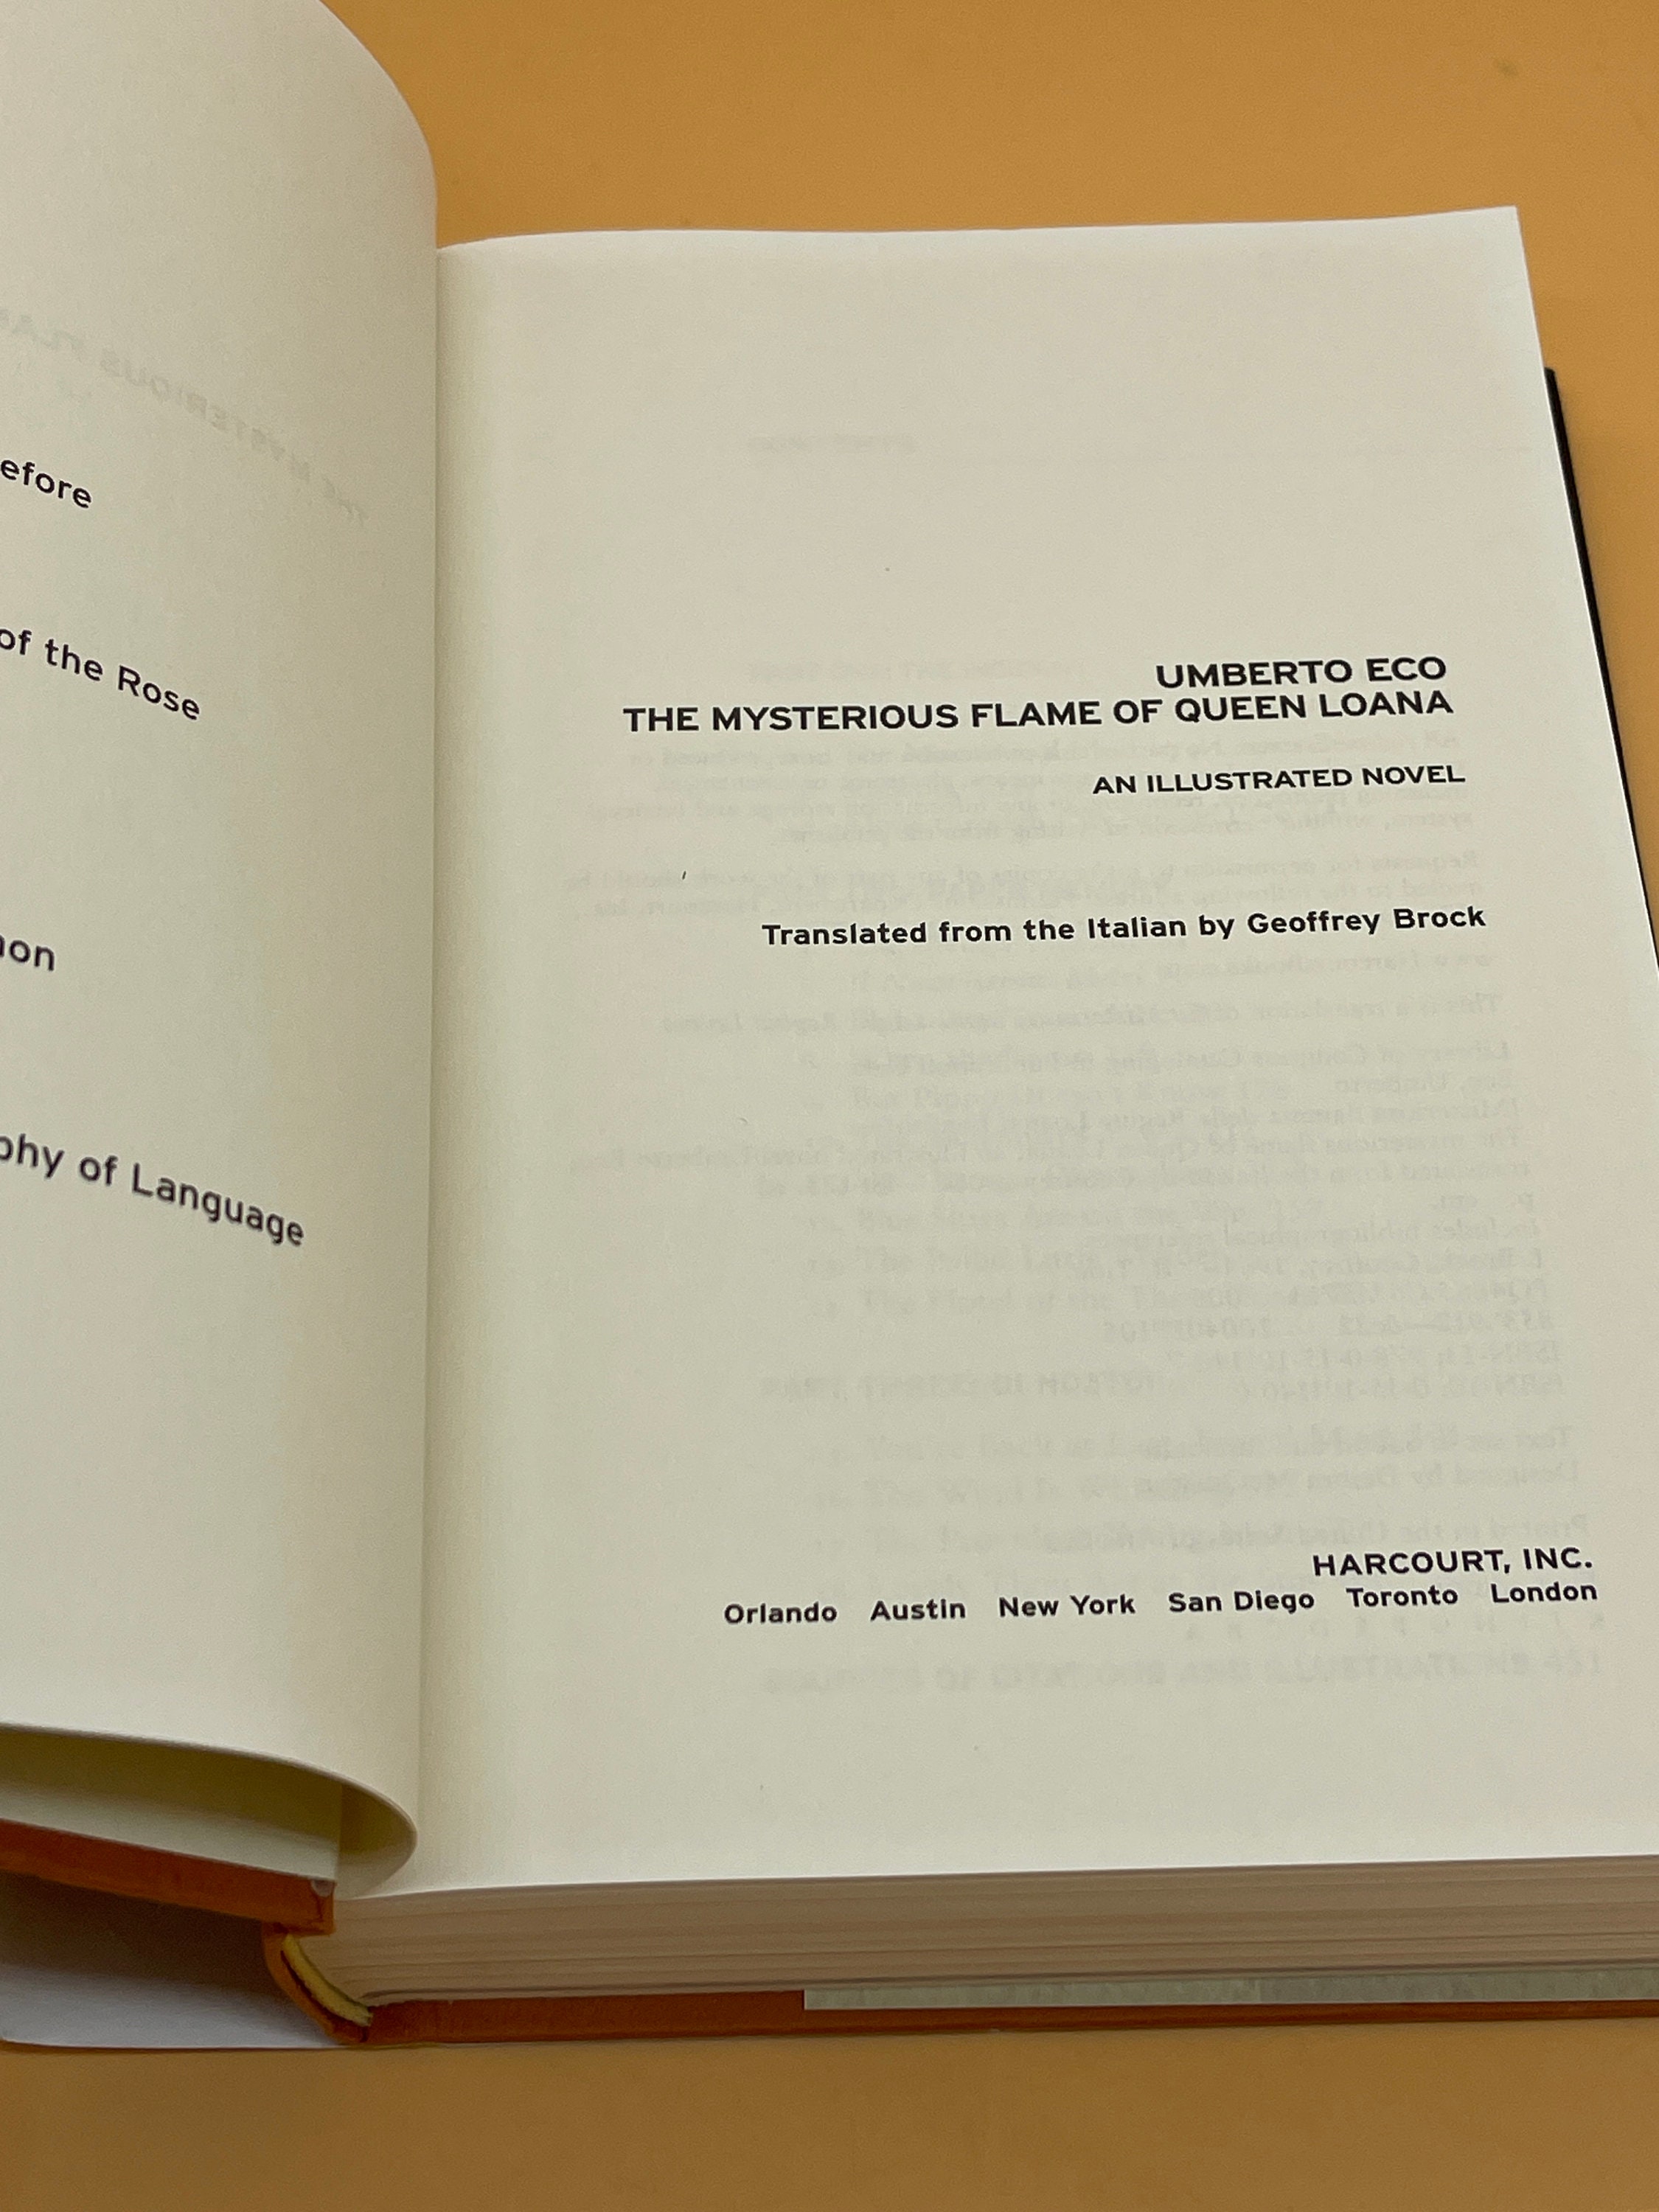 efore
of the Rose
non
phy of Language
UMBERTO ECO
THE MYSTERIOUS FLAME OF QUEEN LOANA
AN ILLUSTRATED NOVEL
Translated from the Italian by Geoffrey Brock
HARCOURT, INC.
Orlando Austin New York San Diego Toronto London